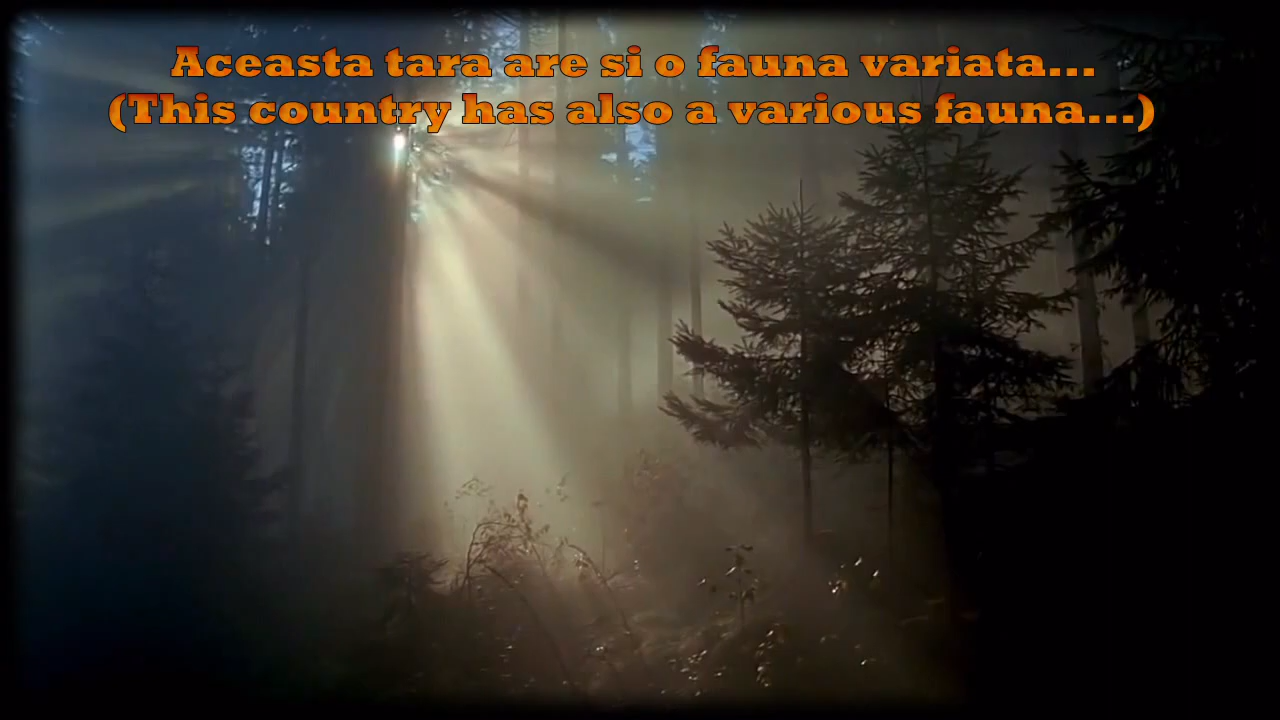 Aceasta tara are si o fauna variata...
(This country has also a various fauna...)